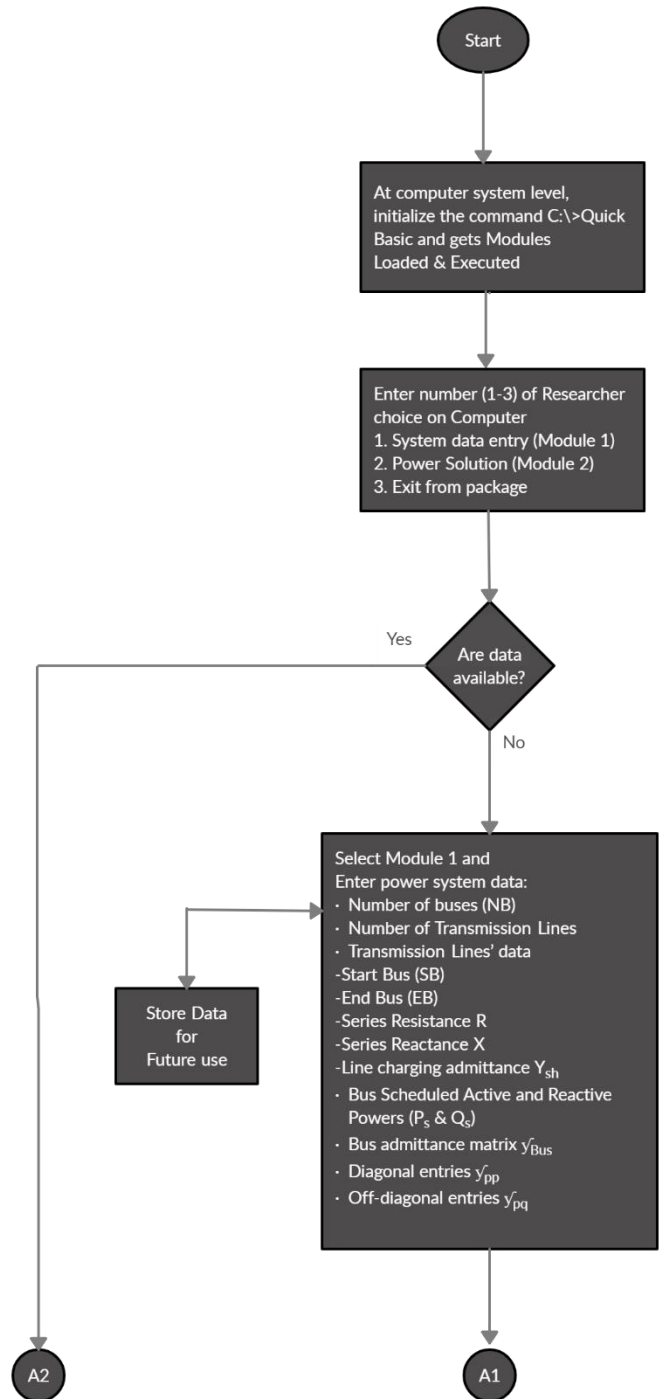 Start
At computer system level,
initialize the command C:\>Quick
Basic and gets Modules
Loaded & Executed
Enter number (1-3) of Researcher
choice on Computer
1. System data entry (Module 1)
2. Power Solution (Module 2)
3. Exit from package
Yes
Are data
available?
No
Select Module 1 and
Enter power system data:
· Number of buses (NB)
· Number of Transmission Lines
· Transmission Lines’ data
-Start Bus (SB)
-End Bus (EB)
-Series Resistance R
-Series Reactance X
-Line charging admittance Yₛₕ
· Bus Scheduled Active and Reactive
Powers (Pₛ & Qₛ)
· Bus admittance matrix ẏBus
· Diagonal entries ẏpp
· Off-diagonal entries ẏpq
Store Data
for
Future use
A2
A1